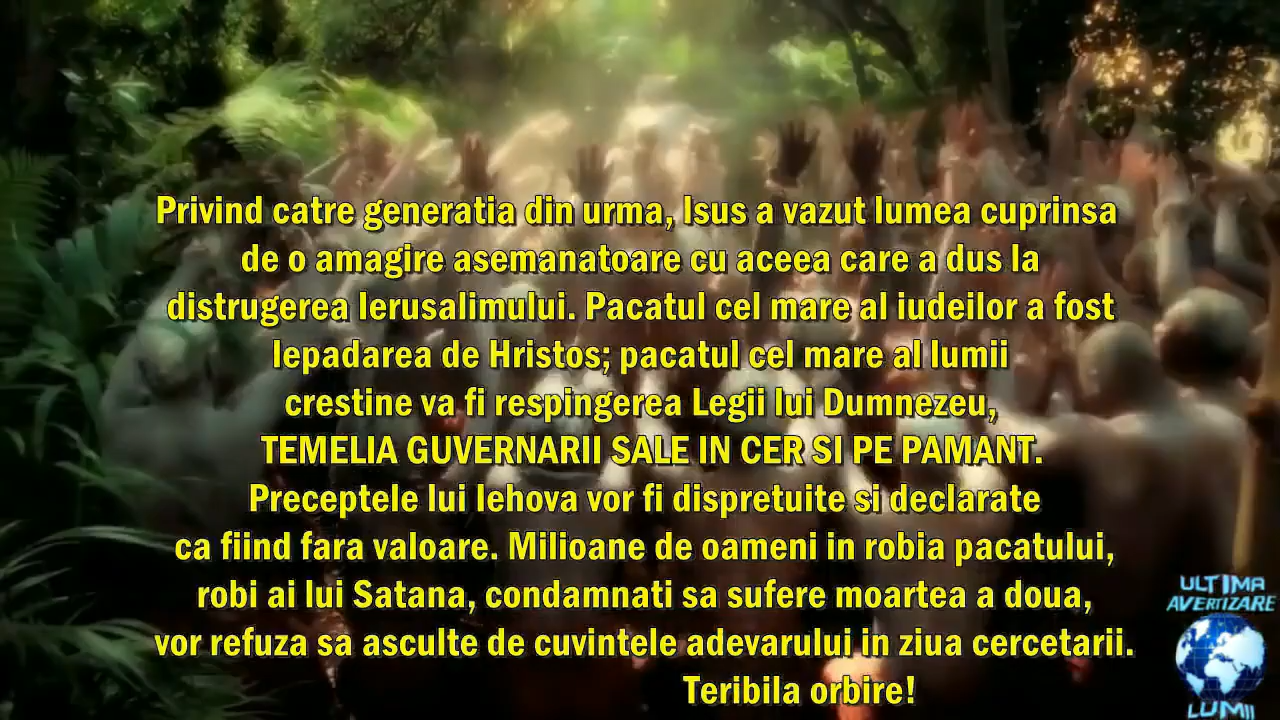 Privind catre generatia din urma, Isus a vazut lumea cuprinsa
de o amagire asemanatoare cu aceea care a dus la
distrugerea Ierusalimului. Pacatul cel mare al iudeilor a fost
lepadarea de Hristos; pacatul cel mare al lumii
crestine va fi respingerea Legii lui Dumnezeu,
TEMELIA GUVERNARII SALE IN CER SI PE PAMANT.
Preceptele lui Iehova vor fi dispretuite si declarate
ca fiind fara valoare. Milioane de oameni in robia pacatului,
robi ai lui Satana, condamnati sa sufere moartea a doua,
vor refuza sa asculte de cuvintele adevarului in ziua cercetarii.
Teribila orbire!
ULTIMA
AVERTIZARE
LUMII